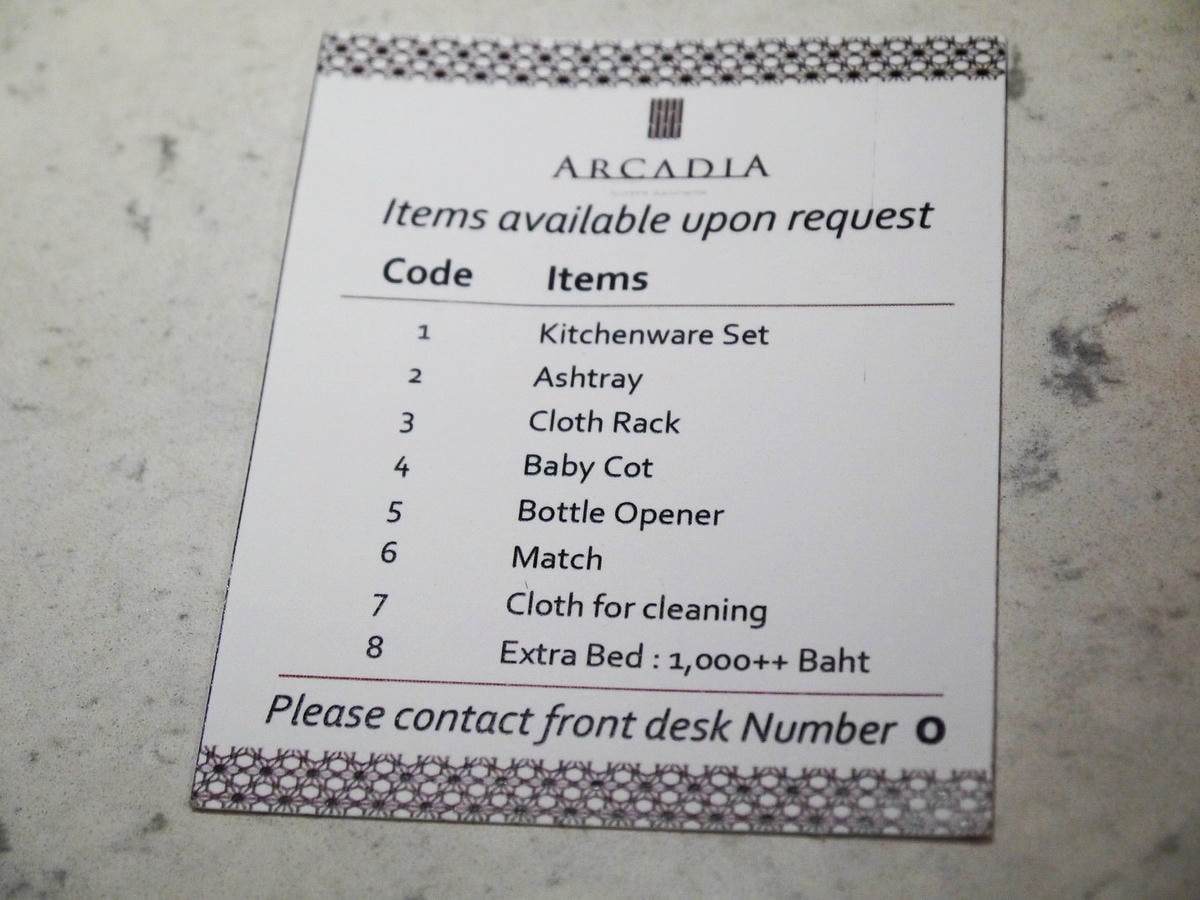 ARCADIA
Items available upon request
Code Items
1 Kitchenware Set
2 Ashtray
3 Cloth Rack
4 Baby Cot
5 Bottle Opener
6 Match
7 Cloth for cleaning
8 Extra Bed : 1,000++ Baht
Please contact front desk Number 0